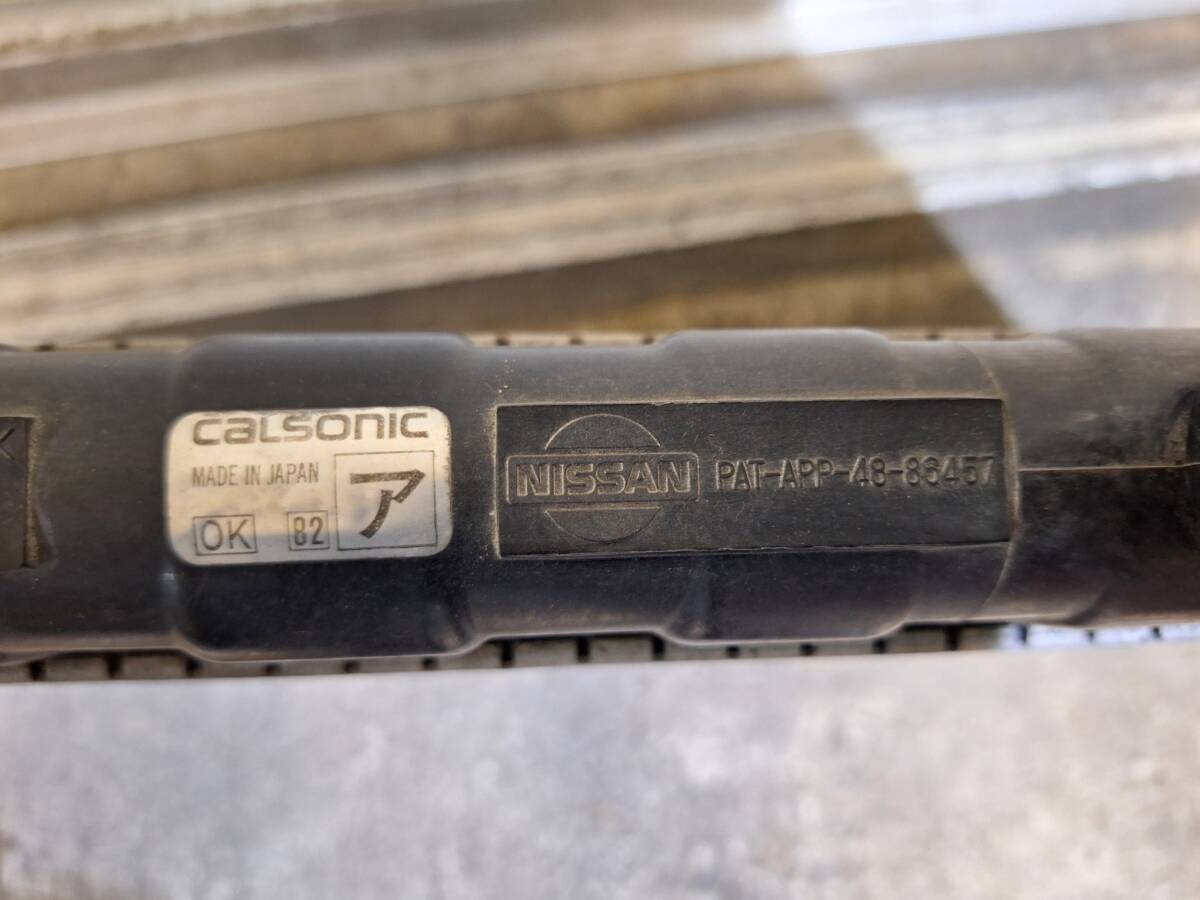 calsonic
MADE IN JAPAN
OK 82 ア
NISSAN PAT-APP-48-86457
K